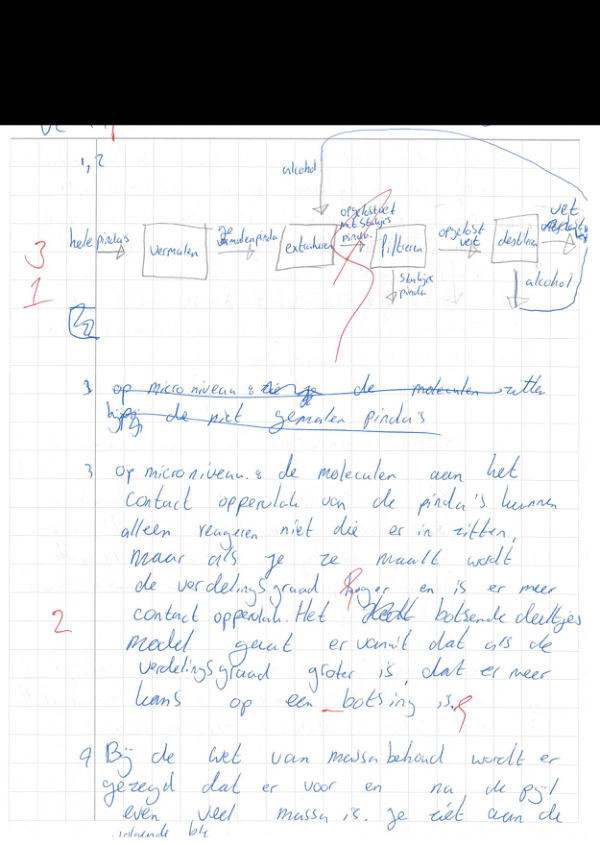 1, 2
alcohol
hele pinda's
vermalen
gemalen pinda
extraheren
opgelost vet
met stukjes
pinda
filtreren
stukjes
pinda
opgelost
vet
destilleren
vet
alcohol
3
1
3 op micro niveau : de moleculen zitten
bij de niet gemalen pinda's
3 op microniveau : de moleculen aan het
contact oppervlak van de pinda's kunnen
alleen reageren niet die er in zitten,
maar als je ze maalt wordt
de verdelingsgraad hoger en is er meer
contact oppervlak. Het botsende deeltjes
2
model gaat er vanuit dat als de
verdelingsgraad groter is, dat er meer
kans op een botsing is.
4 Bij de wet van massabehoud wordt er
gezegd dat er voor en na de pijl
even veel massa is. je ziet aan de